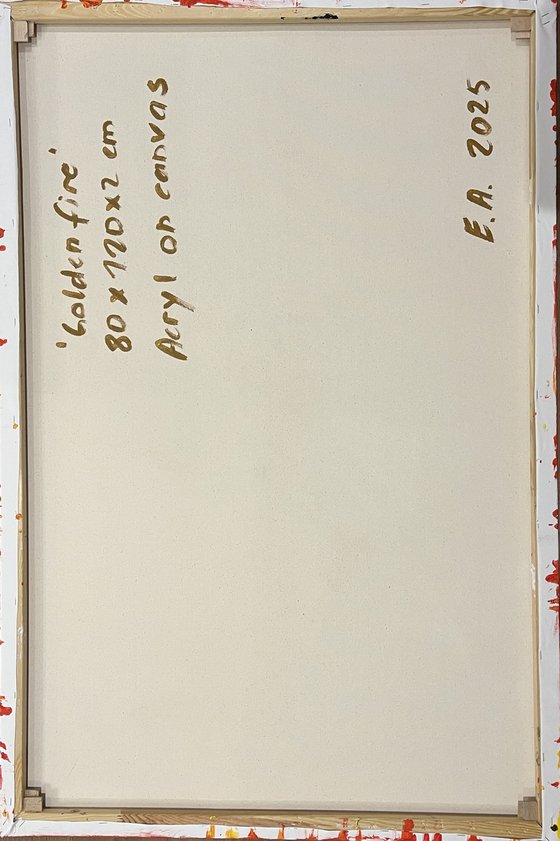 'Golden fire'
80 x 120 x 2 cm
Acryl on canvas
E.A. 2025